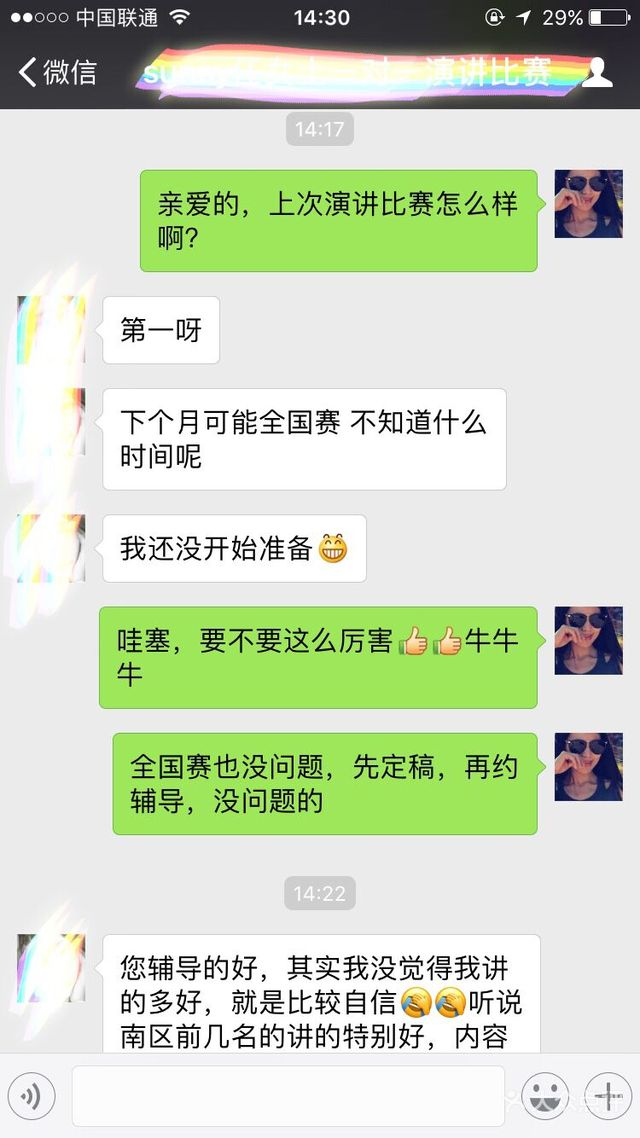 中国联通
14:30
29%
微信
演讲比赛
14:17
亲爱的，上次演讲比赛怎么样
啊？
第一呀
下个月可能全国赛 不知道什么
时间呢
我还没开始准备😁
哇塞，要不要这么厉害👍👍牛牛
牛
全国赛也没问题，先定稿，再约
辅导，没问题的
14:22
您辅导的好，其实我没觉得我讲
的多好，就是比较自信🤣🤣听说
南区前几名的讲的特别好，内容